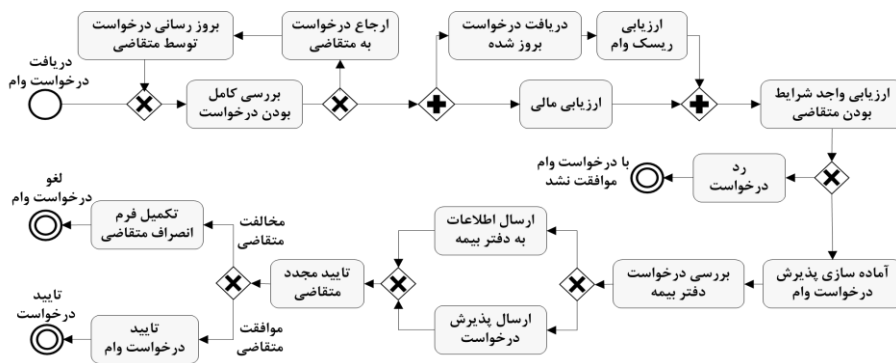 بروز رسانی درخواست
توسط متقاضی
ارجاع درخواست
به متقاضی
دریافت درخواست
بروز شده
ارزیابی
ریسک وام
دریافت
درخواست وام
بررسی کامل
بودن درخواست
ارزیابی مالی
ارزیابی واجد شرایط
بودن متقاضی
رد
درخواست
با درخواست وام
موافقت نشد
لغو
درخواست وام
تکمیل فرم
انصراف متقاضی
مخالفت
متقاضی
ارسال اطلاعات
به دفتر بیمه
آماده سازی پذیرش
درخواست وام
بررسی درخواست
دفتر بیمه
تایید مجدد
متقاضی
ارسال پذیرش
درخواست
موافقت
متقاضی
تایید
درخواست وام
تایید
درخواست